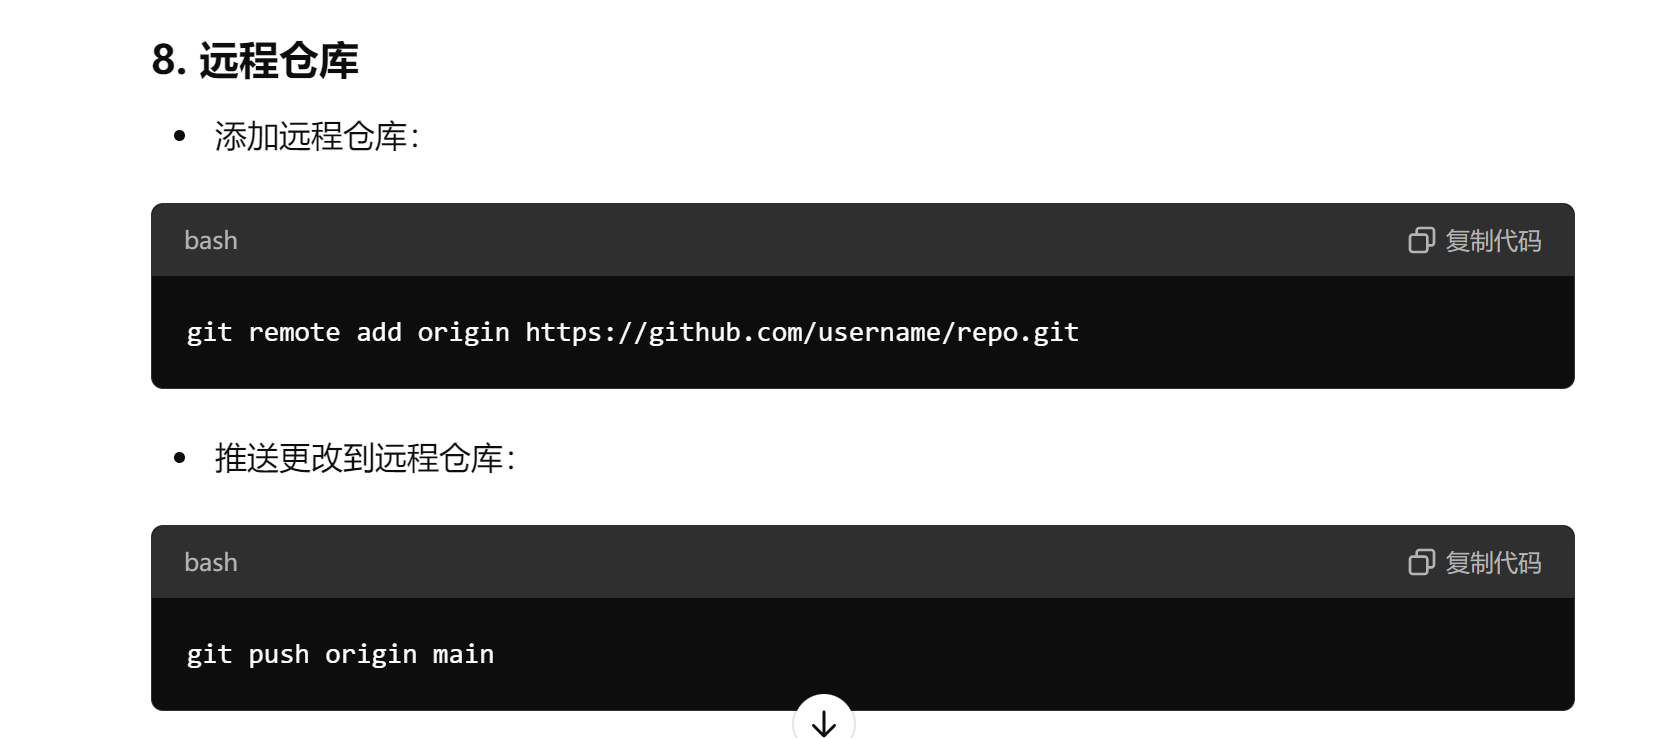 8. 远程仓库
添加远程仓库：
bash
复制代码
git remote add origin https://github.com/username/repo.git
推送更改到远程仓库：
bash
复制代码
git push origin main